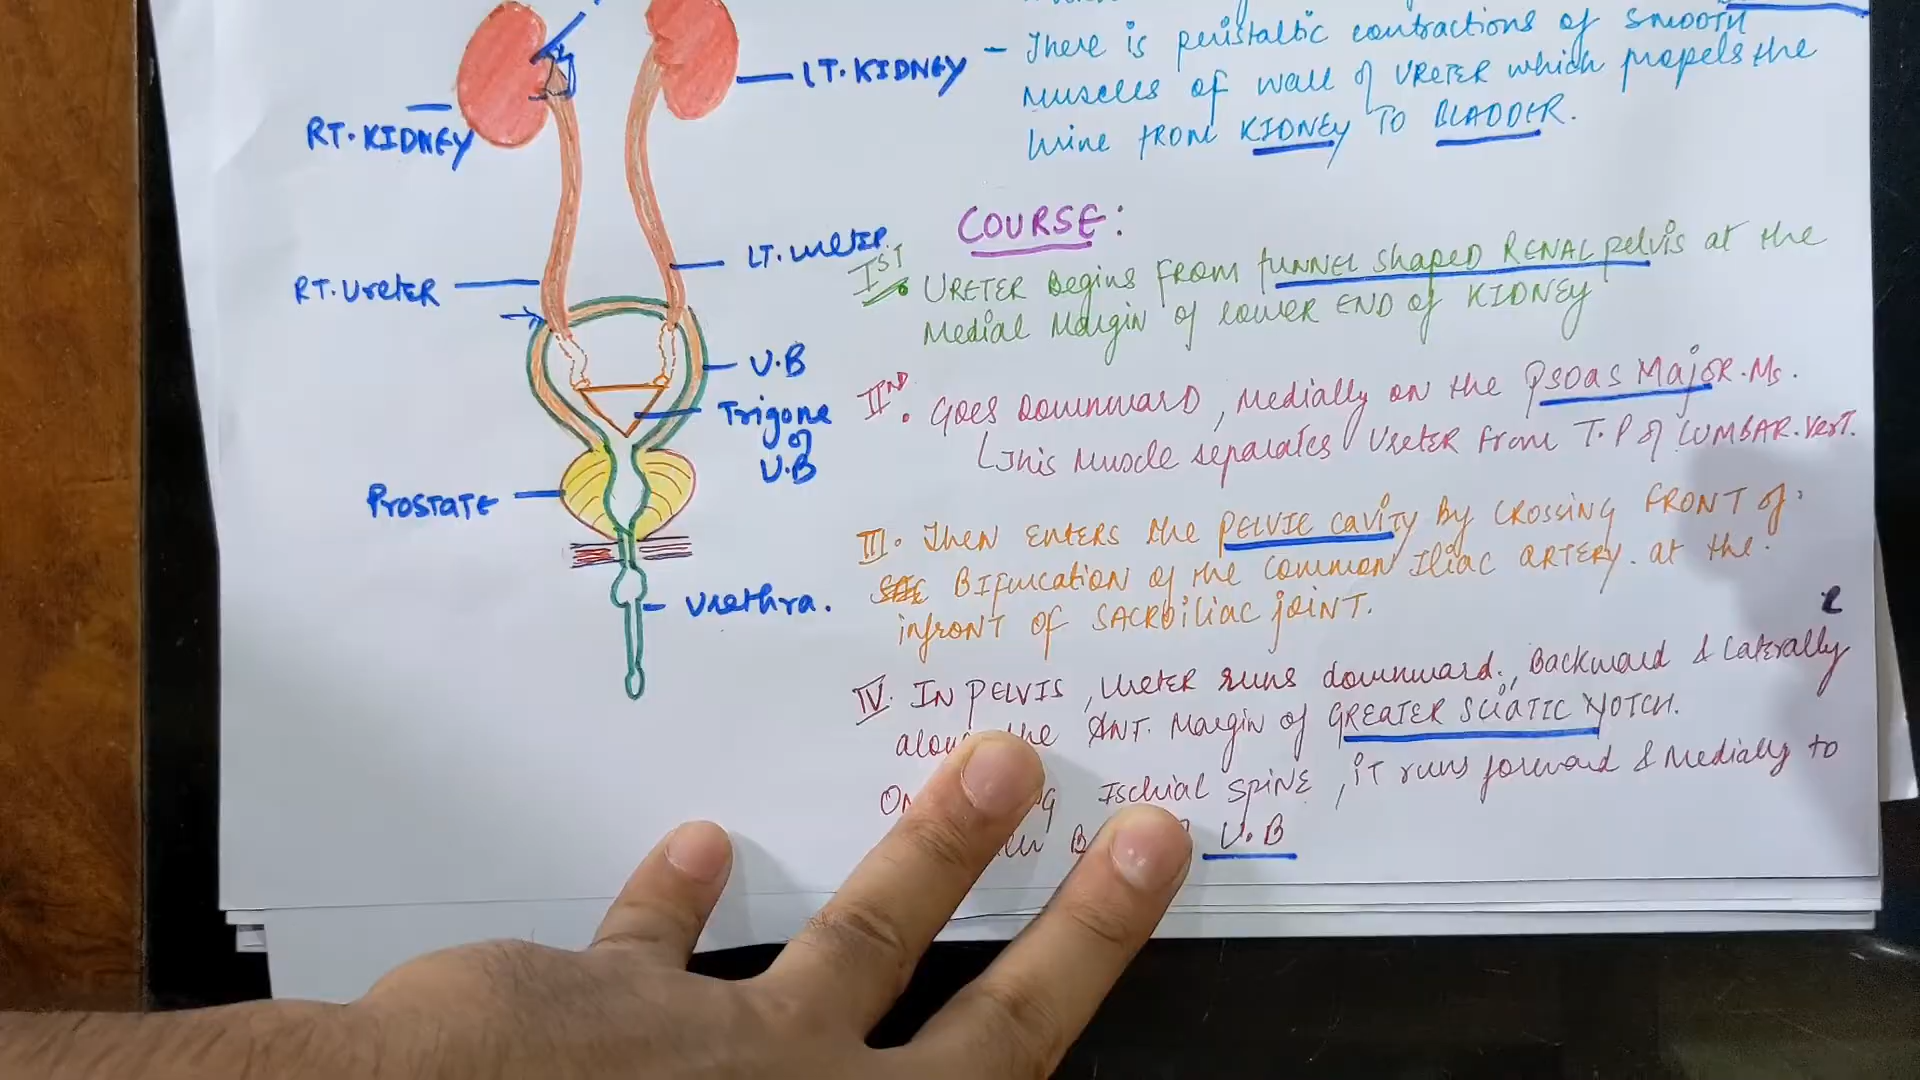 - There is peristaltic contractions of smooth
muscles of wall of URETER which propels the
urine from KIDNEY TO BLADDER.
LT. KIDNEY
RT. KIDNEY
COURSE:
LT. ureter
RT. Ureter
IST. URETER Begins From funnel shaped RENAL pelvis at the
Medial Margin of lower END of KIDNEY
U.B
Trigone
of
U.B
IIND. Goes Downward, Medially on the Psoas Major. Ms.
This Muscle separates Ureter from T.P of LUMBAR. Vert.
Prostate
III. Then ENTERS the PELVIC cavity By crossing FRONT of
Bifurcation of the common Iliac ARTERY. at the
infront of SACROiliac joint.
Urethra.
IV. In PELVIS, Ureter runs downward, Backward & laterally
along the ANT. Margin of GREATER SCIATIC NOTCH.
Ischial spine, it runs forward & Medially to
U.B